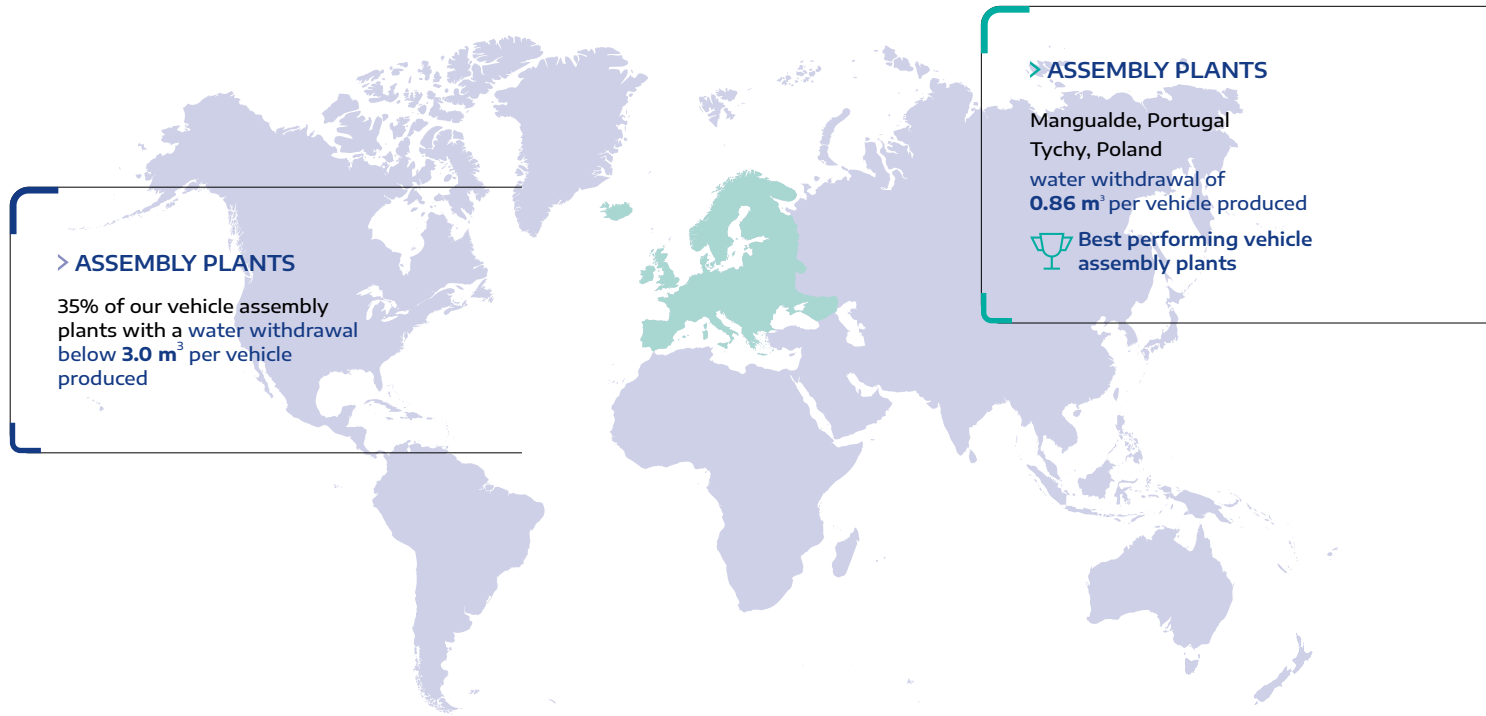 > ASSEMBLY PLANTS
35% of our vehicle assembly
plants with a water withdrawal
below 3.0 m³ per vehicle
produced
> ASSEMBLY PLANTS
Mangualde, Portugal
Tychy, Poland
water withdrawal of
0.86 m³ per vehicle produced
Best performing vehicle
assembly plants